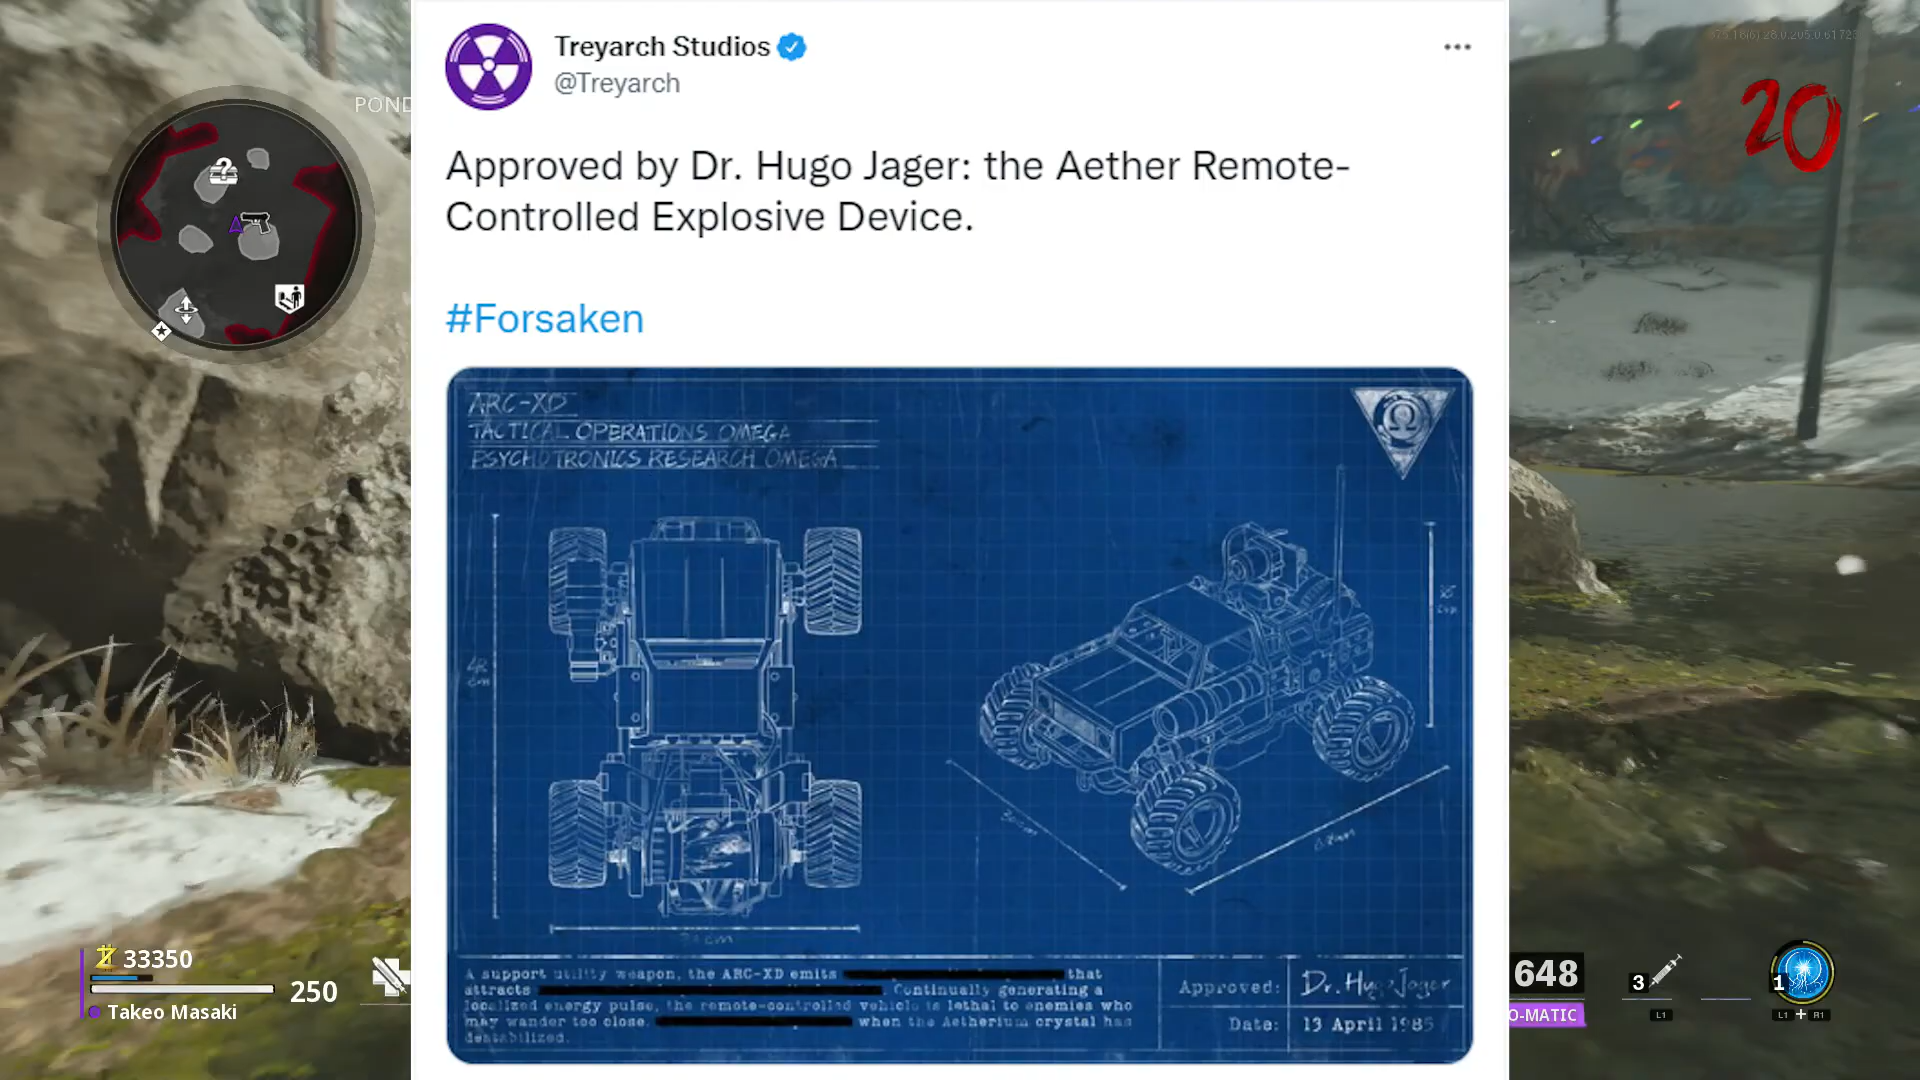 Treyarch Studios
@Treyarch
Approved by Dr. Hugo Jager: the Aether Remote-
Controlled Explosive Device.
#Forsaken
ARC-XD
TACTICAL OPERATIONS OMEGA
PSYCHOTRONICS RESEARCH OMEGA
Ω
A support utility weapon, the ARC-XD emits that
attracts . Continually generating a
localized energy pulse, the remote-controlled vehicle is lethal to enemies who
may wander too close. when the Aetherium crystal has
destabilized.
Approved: Dr. Hugo Jager
Date: 13 April 1985
POND
?
20
33350
250
Takeo Masaki
648
O-MATIC
3
L1
1
L1 + R1